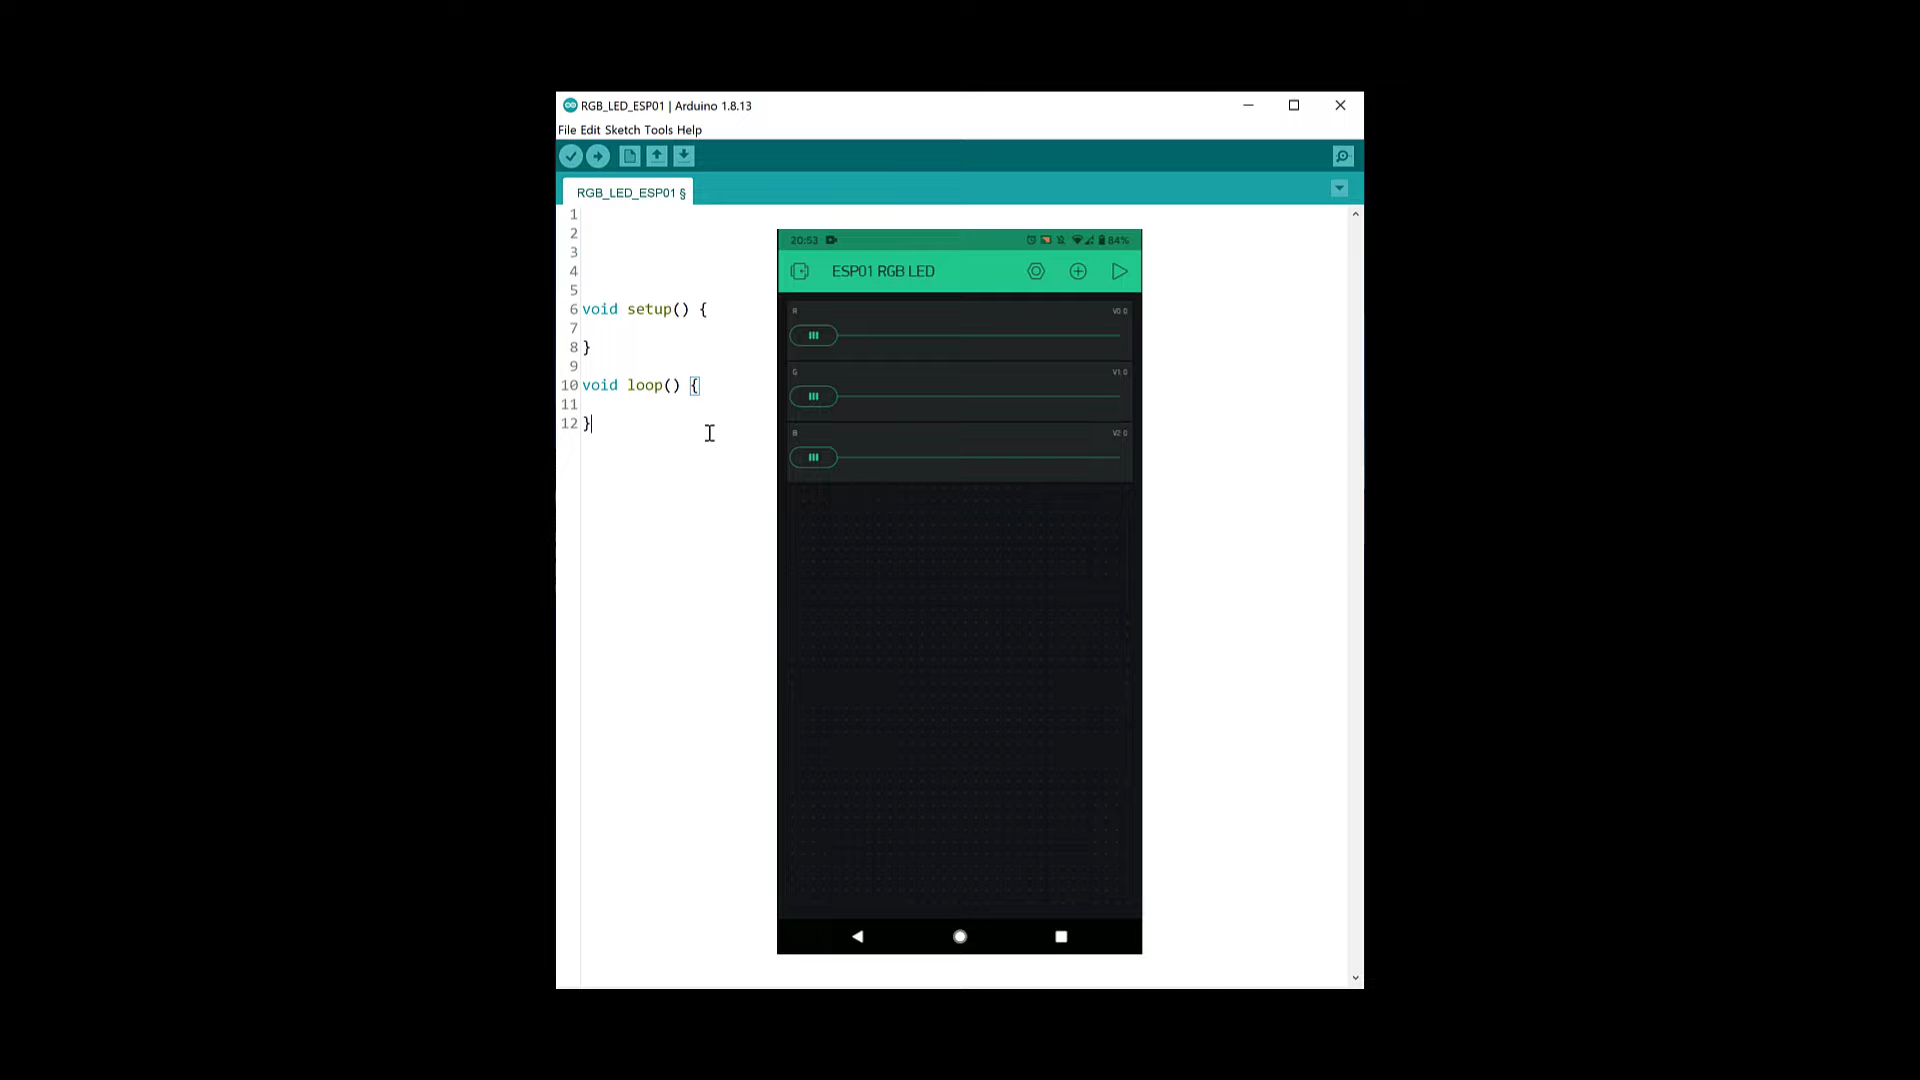 RGB_LED_ESP01 | Arduino 1.8.13
File Edit Sketch Tools Help
RGB_LED_ESP01 §
1
2
3
4
5
6 void setup() {
7
8 }
9
10 void loop() {
11
12 }
20:53 84%
ESP01 RGB LED
R V0 0
G V1 0
B V2 0